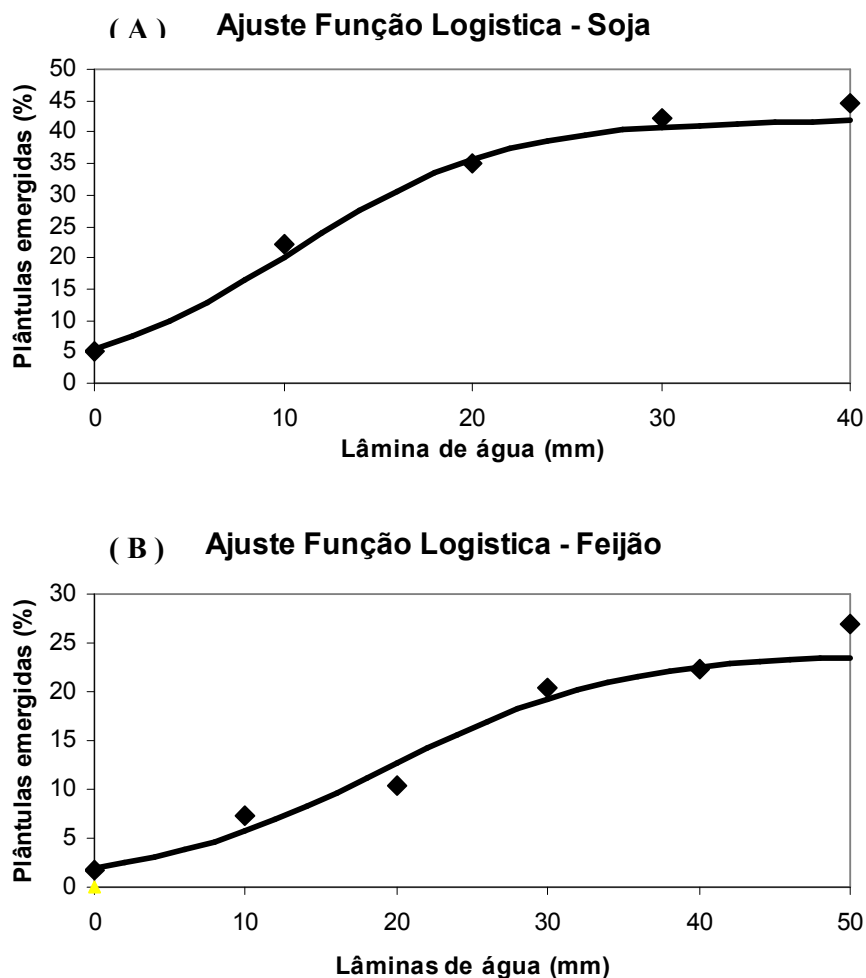 ( A ) Ajuste Função Logistica - Soja
Plântulas emergidas (%)
50
45
40
35
30
25
20
15
10
5
0
0 10 20 30 40
Lâmina de água (mm)
( B ) Ajuste Função Logistica - Feijão
Plântulas emergidas (%)
30
25
20
15
10
5
0
0 10 20 30 40 50
Lâminas de água (mm)